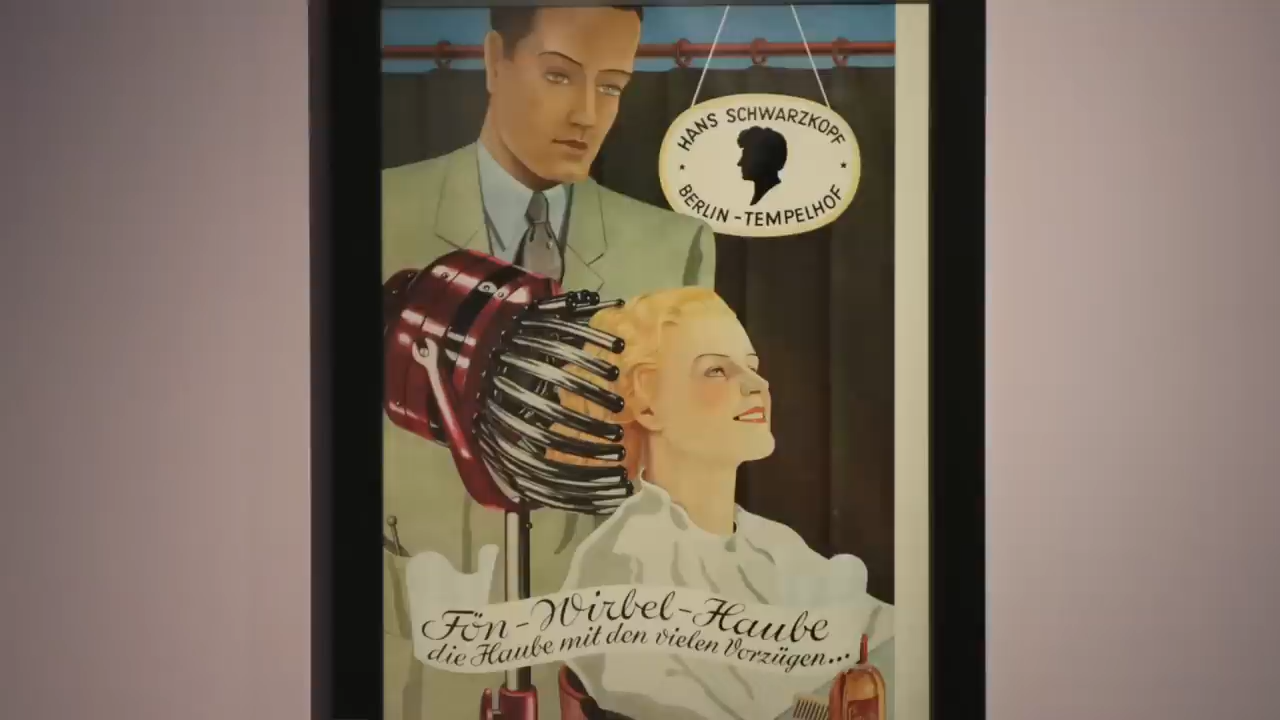 HANS SCHWARZKOPF
BERLIN-TEMPELHOF
Fön-Wirbel-Haube
die Haube mit den vielen Vorzügen...